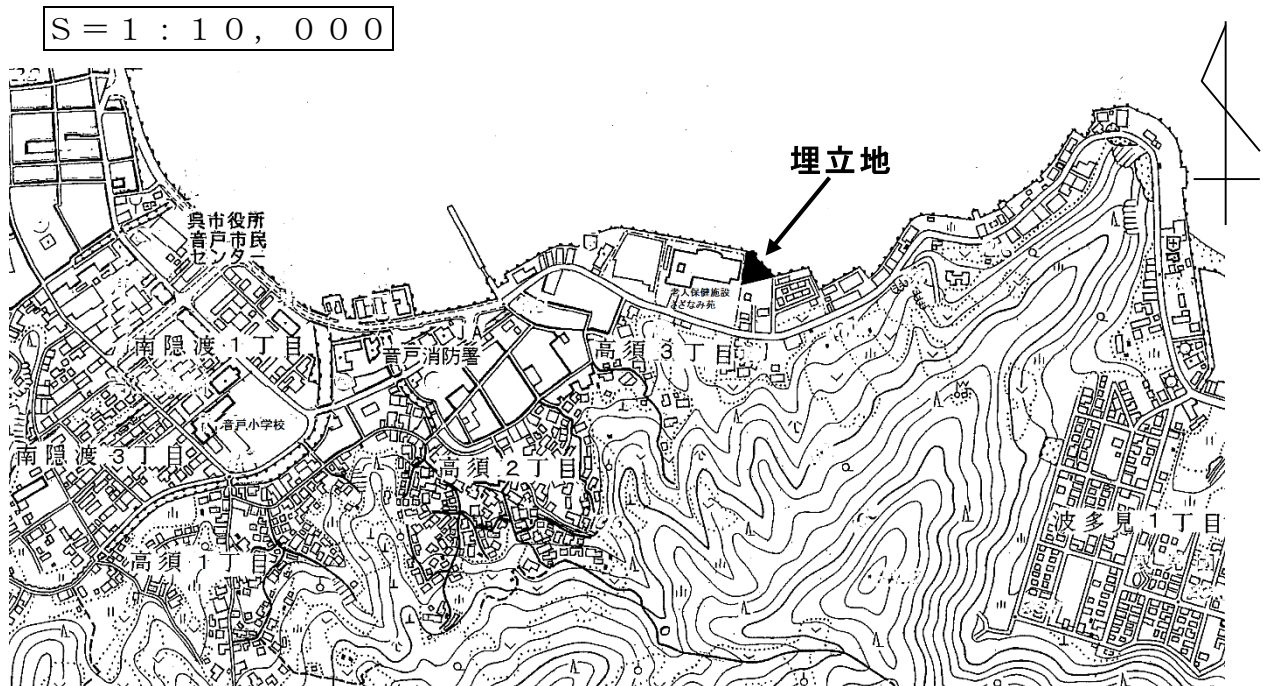 S=1:10,000
埋立地
呉市役所
音戸市民
センター
老人保健施設
さざなみ苑
南隠渡1丁目
音戸消防署
高須3丁目
音戸小学校
南隠渡3丁目
高須2丁目
波多見1丁目
高須1丁目